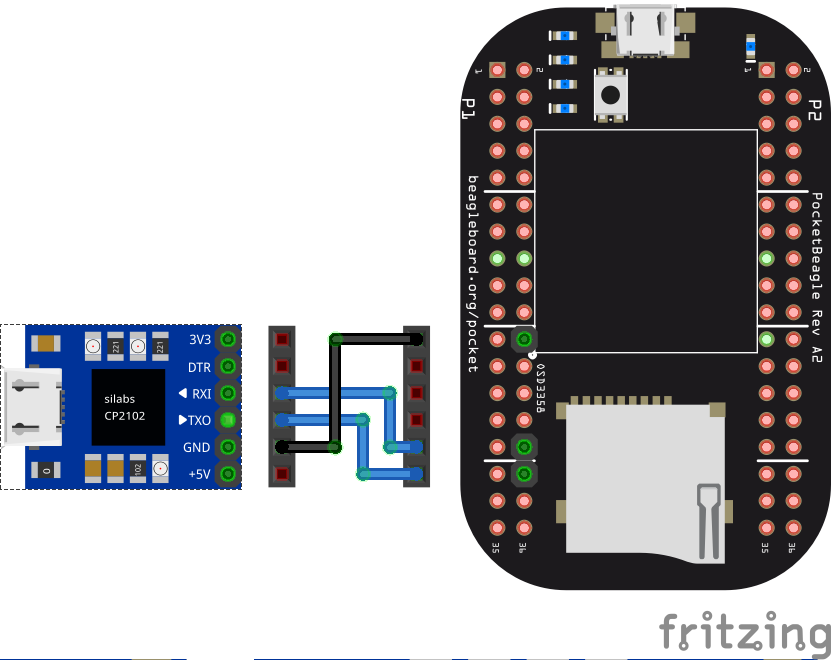 1
2
1
2
P1
P2
beagleboard.org/pocket
PocketBeagle Rev A2
OSD3358
35
36
35
36
3V3
DTR
RXI
TXO
GND
+5V
221
221
silabs
CP2102
0
102
fritzing